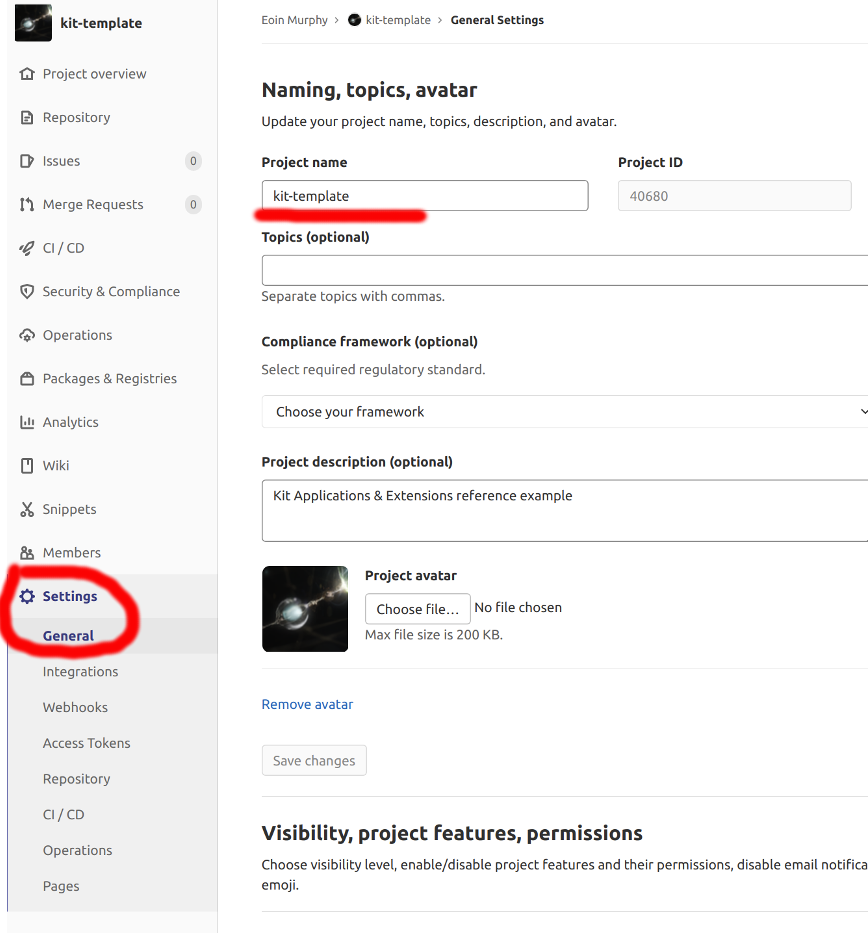 kit-template
Project overview
Repository
Issues 0
Merge Requests 0
CI / CD
Security & Compliance
Operations
Packages & Registries
Analytics
Wiki
Snippets
Members
Settings
General
Integrations
Webhooks
Access Tokens
Repository
CI / CD
Operations
Pages
Eoin Murphy › kit-template › General Settings
Naming, topics, avatar
Update your project name, topics, description, and avatar.
Project name Project ID
kit-template 40680
Topics (optional)
Separate topics with commas.
Compliance framework (optional)
Select required regulatory standard.
Choose your framework
Project description (optional)
Kit Applications & Extensions reference example
Project avatar
Choose file... No file chosen
Max file size is 200 KB.
Remove avatar
Save changes
Visibility, project features, permissions
Choose visibility level, enable/disable project features and their permissions, disable email notifica
emoji.